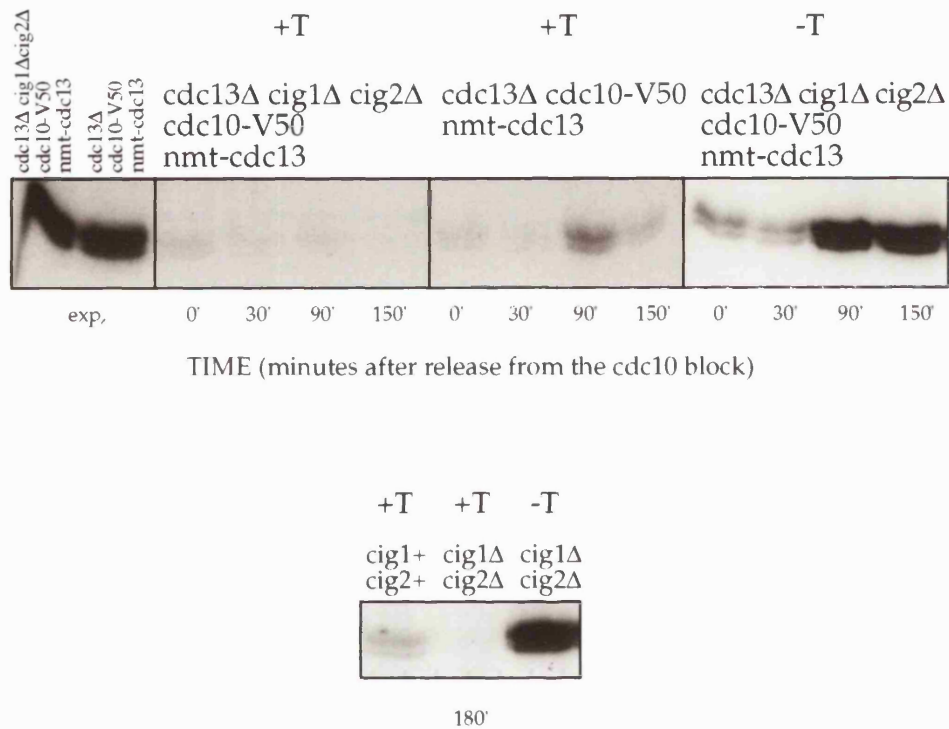 cdc13Δ cig1Δcig2Δ
cdc10-V50
nmt-cdc13
cdc13Δ
cdc10-V50
nmt-cdc13
+T
+T
-T
cdc13Δ cig1Δ cig2Δ
cdc10-V50
nmt-cdc13
cdc13Δ cdc10-V50
nmt-cdc13
cdc13Δ cig1Δ cig2Δ
cdc10-V50
nmt-cdc13
exp,
0' 30' 90' 150'
0' 30' 90' 150'
0' 30' 90' 150'
TIME (minutes after release from the cdc10 block)
+T +T -T
cig1+ cig1Δ cig1Δ
cig2+ cig2Δ cig2Δ
180'